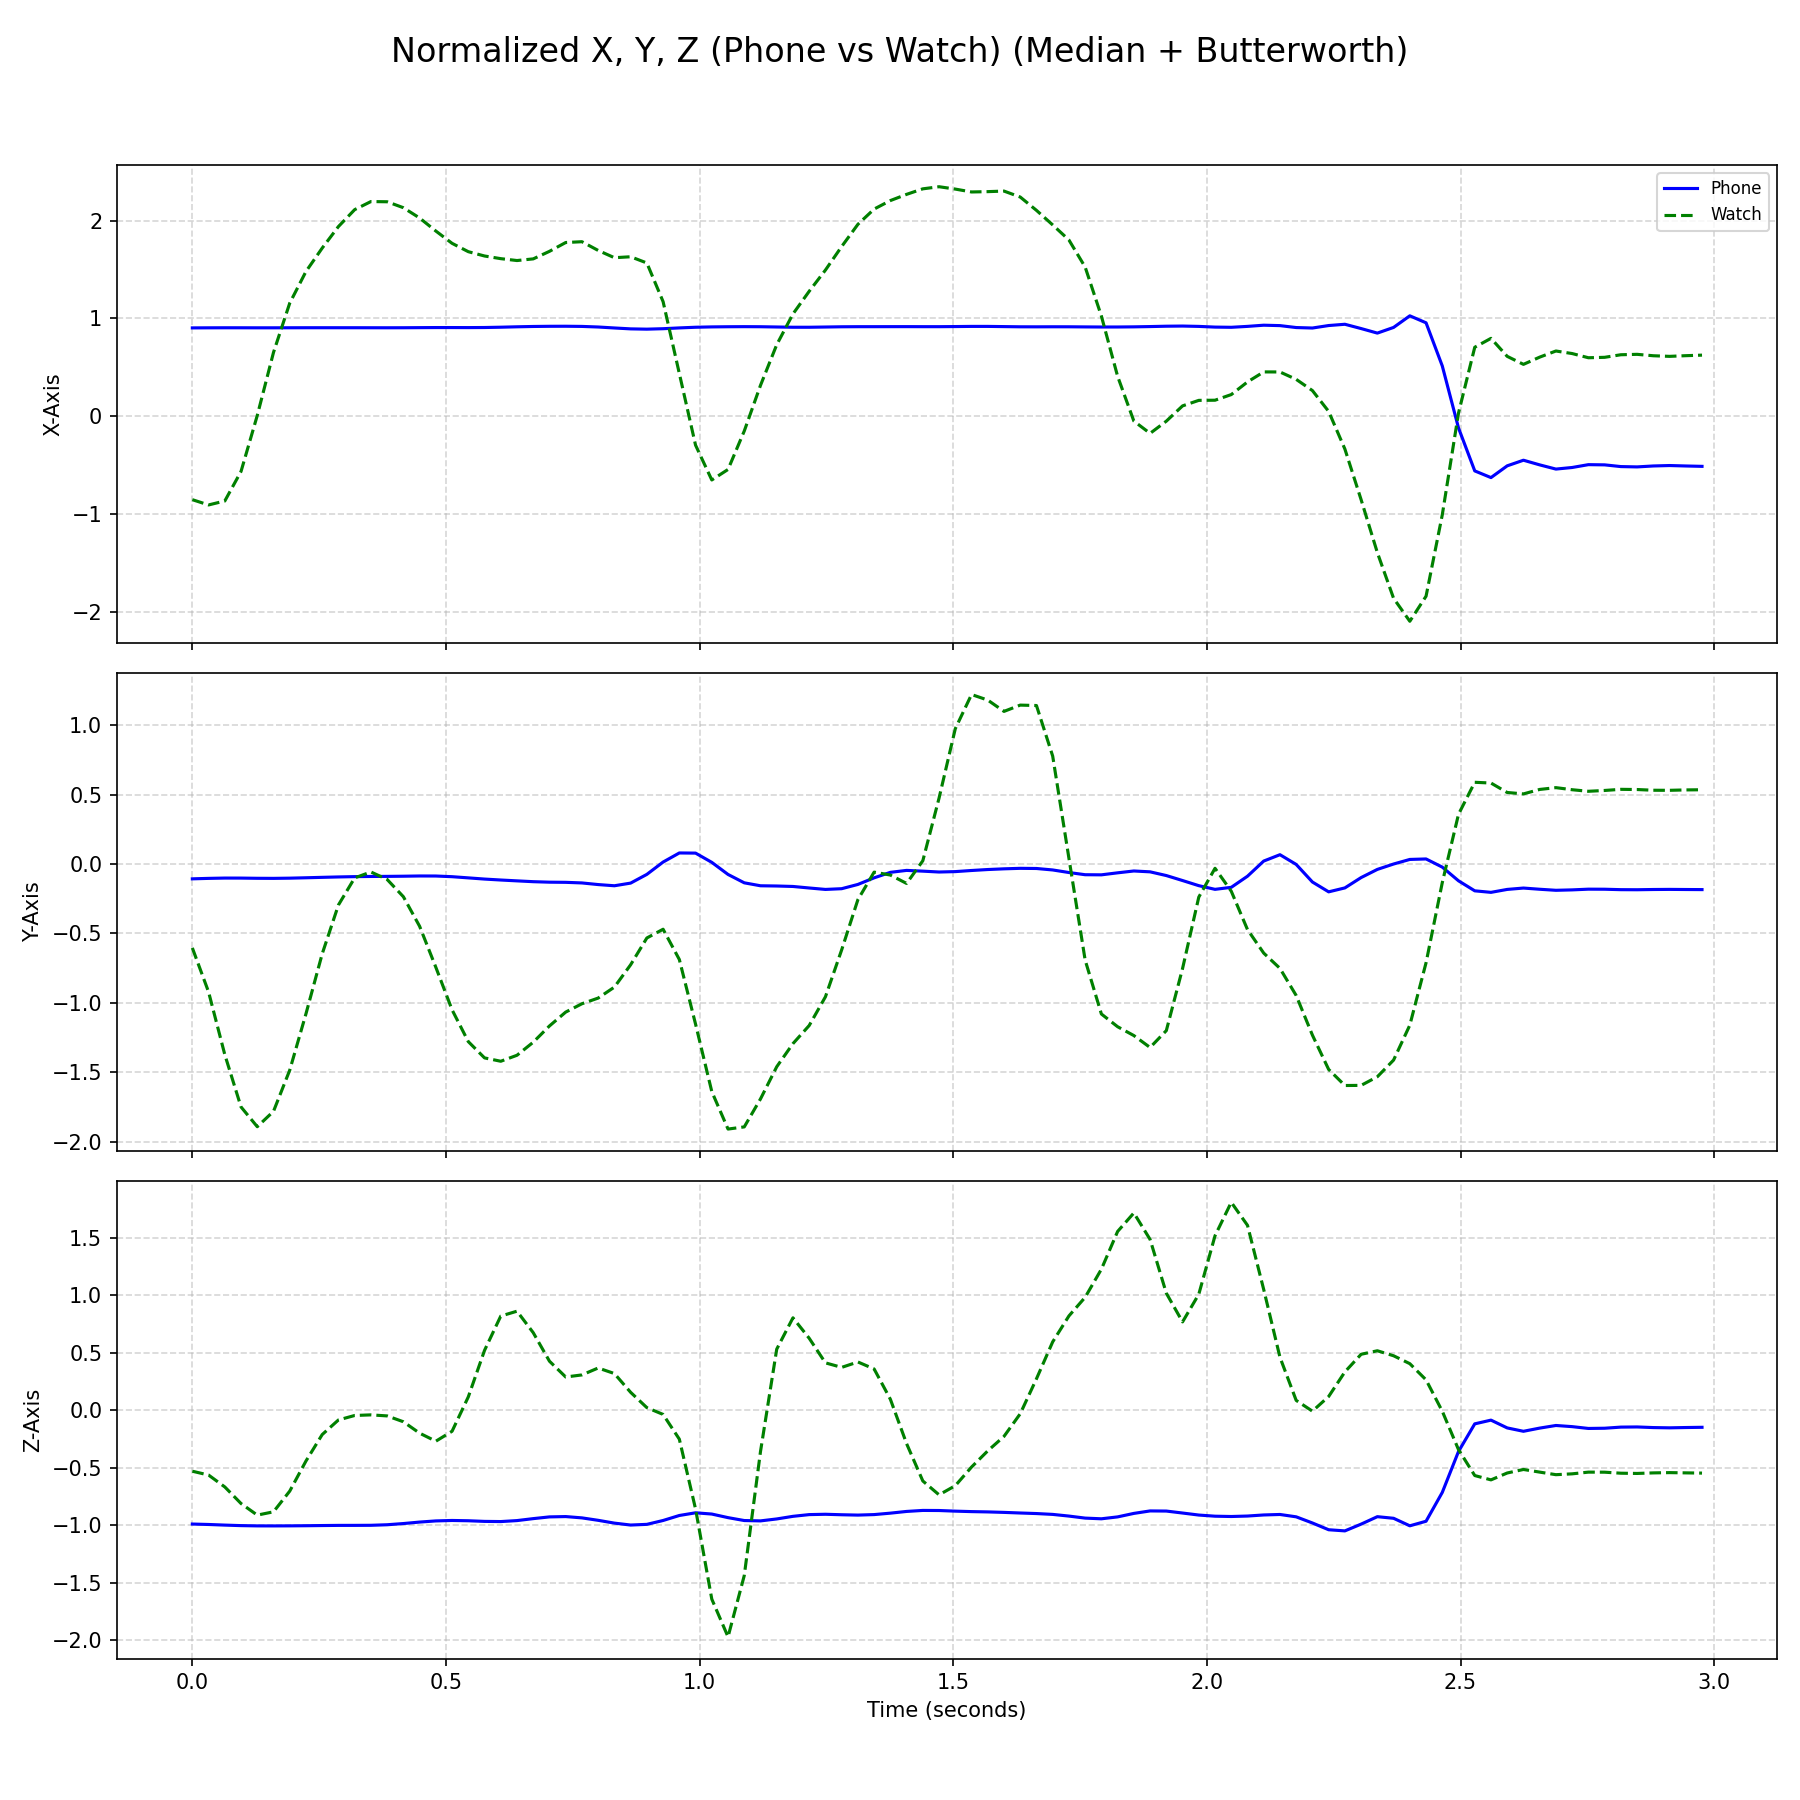 Normalized X, Y, Z (Phone vs Watch) (Median + Butterworth)
Phone
Watch
X-Axis
2
1
0
−1
−2
Y-Axis
1.0
0.5
0.0
−0.5
−1.0
−1.5
−2.0
Z-Axis
1.5
1.0
0.5
0.0
−0.5
−1.0
−1.5
−2.0
0.0 0.5 1.0 1.5 2.0 2.5 3.0
Time (seconds)